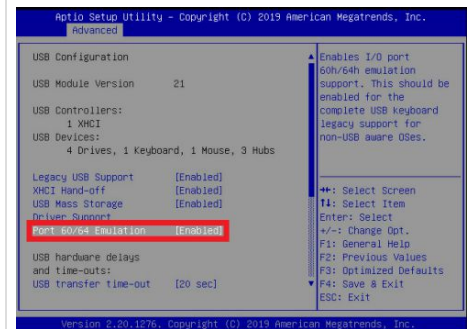 Aptio Setup Utility – Copyright (C) 2019 American Megatrends, Inc.
Advanced
USB Configuration
USB Module Version 21
USB Controllers:
1 XHCI
USB Devices:
4 Drives, 1 Keyboard, 1 Mouse, 3 Hubs
Legacy USB Support [Enabled]
XHCI Hand-off [Enabled]
USB Mass Storage [Enabled]
Driver Support
Port 60/64 Emulation [Enabled]
USB hardware delays
and time-outs:
USB transfer time-out [20 sec]
Enables I/O port
60h/64h emulation
support. This should be
enabled for the
complete USB keyboard
legacy support for
non-USB aware OSes.
↔: Select Screen
↑↓: Select Item
Enter: Select
+/-: Change Opt.
F1: General Help
F2: Previous Values
F3: Optimized Defaults
F4: Save & Exit
ESC: Exit
Version 2.20.1276. Copyright (C) 2019 American Megatrends, Inc.